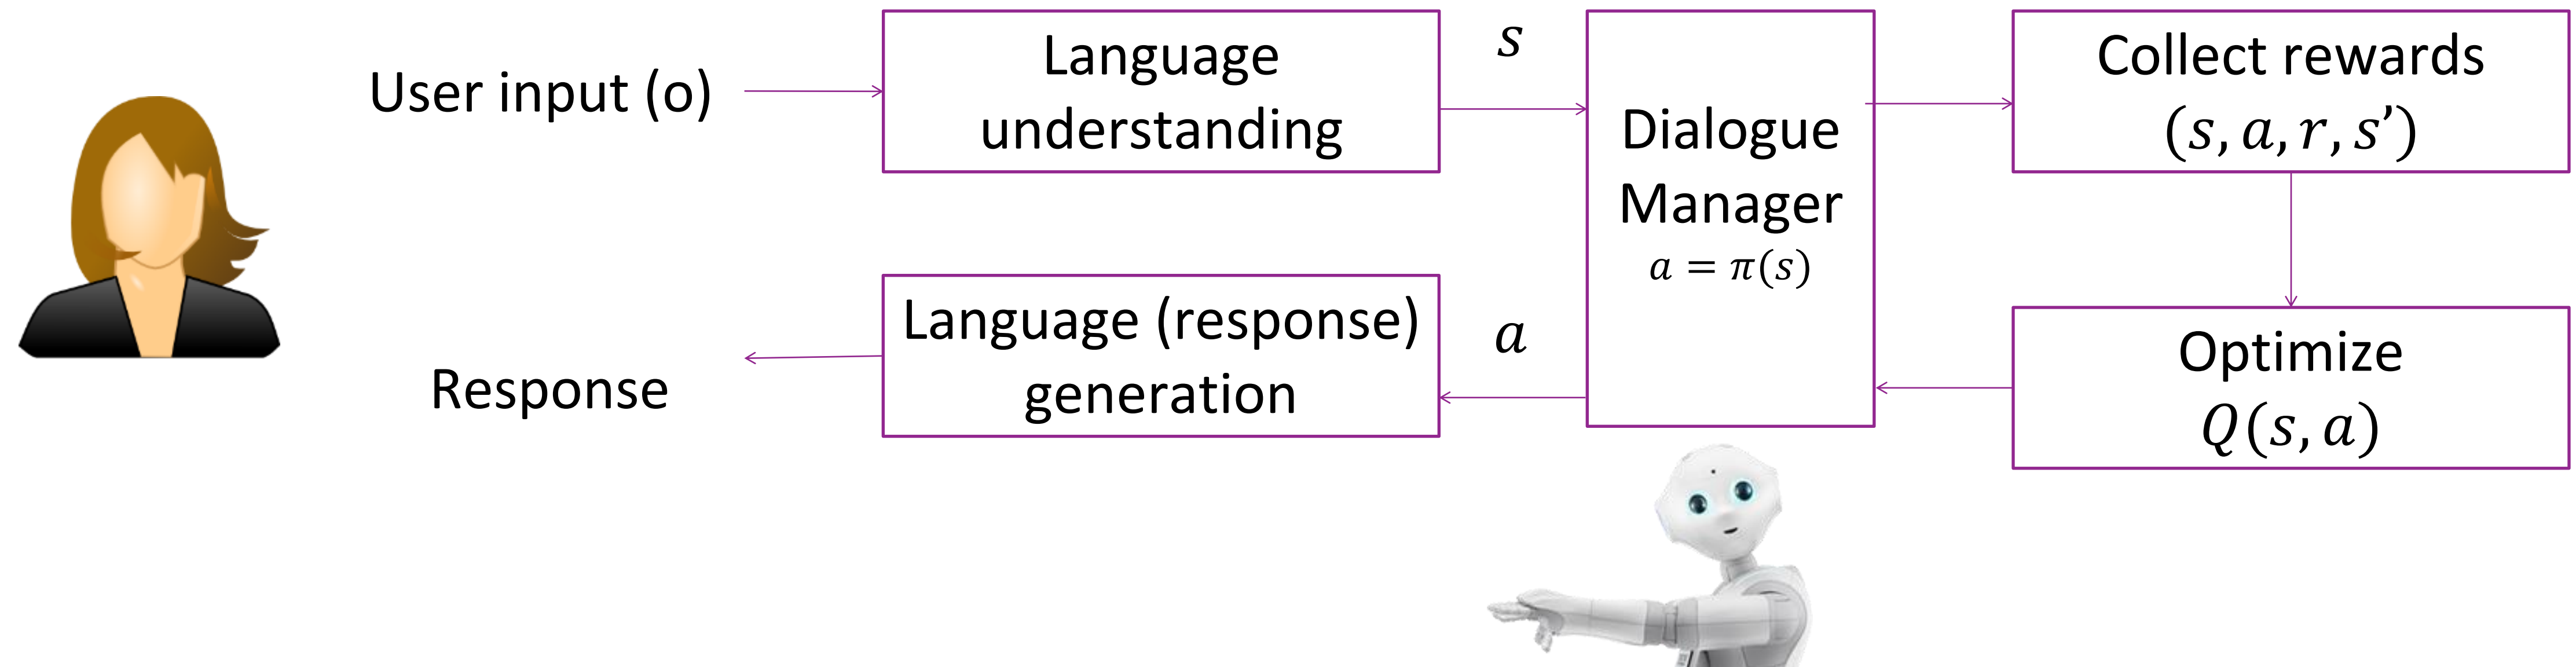 User input (o)
Language
understanding
s
Dialogue
Manager
a = π(s)
Collect rewards
(s, a, r, s’)
Response
Language (response)
generation
a
Optimize
Q(s, a)